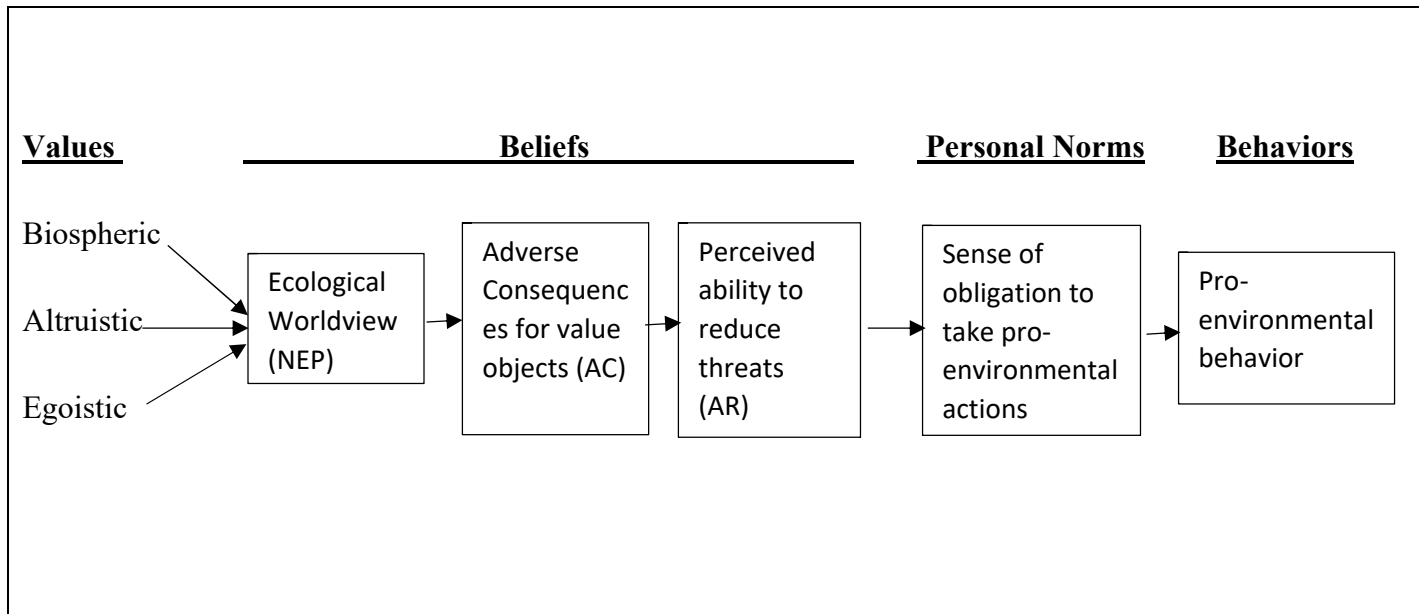 Values Beliefs Personal Norms Behaviors
Biospheric
Altruistic
Egoistic
Ecological
Worldview
(NEP)
Adverse
Consequenc
es for value
objects (AC)
Perceived
ability to
reduce
threats
(AR)
Sense of
obligation to
take pro-
environmental
actions
Pro-
environmental
behavior